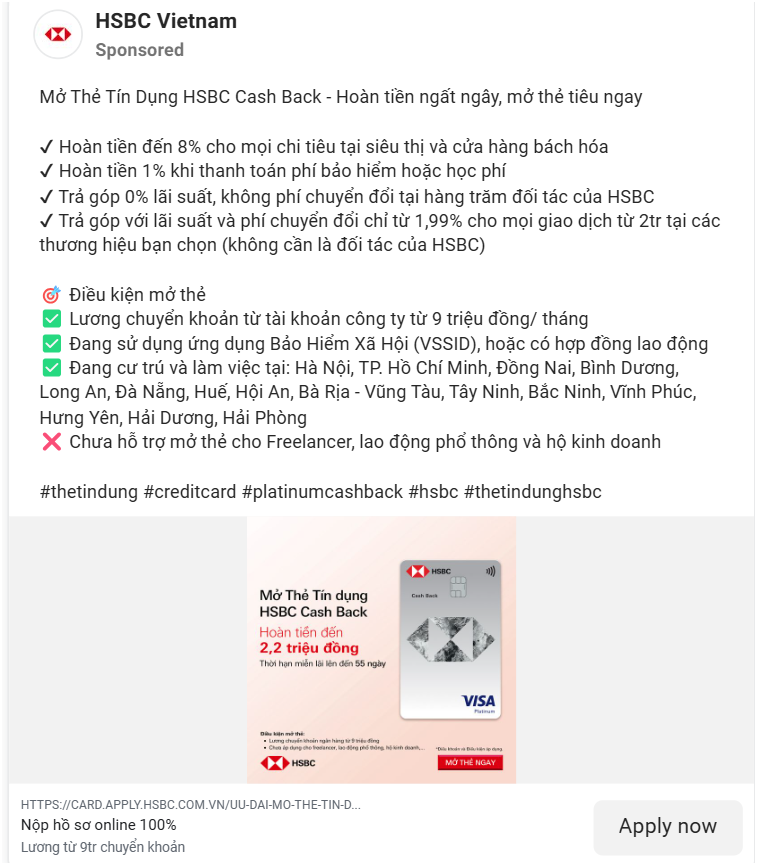 HSBC Vietnam
Sponsored
Mở Thẻ Tín Dụng HSBC Cash Back - Hoàn tiền ngất ngây, mở thẻ tiêu ngay
✓ Hoàn tiền đến 8% cho mọi chi tiêu tại siêu thị và cửa hàng bách hóa
✓ Hoàn tiền 1% khi thanh toán phí bảo hiểm hoặc học phí
✓ Trả góp 0% lãi suất, không phí chuyển đổi tại hàng trăm đối tác của HSBC
✓ Trả góp với lãi suất và phí chuyển đổi chỉ từ 1,99% cho mọi giao dịch từ 2tr tại các
thương hiệu bạn chọn (không cần là đối tác của HSBC)
🎯 Điều kiện mở thẻ
✅ Lương chuyển khoản từ tài khoản công ty từ 9 triệu đồng/ tháng
✅ Đang sử dụng ứng dụng Bảo Hiểm Xã Hội (VSSID), hoặc có hợp đồng lao động
✅ Đang cư trú và làm việc tại: Hà Nội, TP. Hồ Chí Minh, Đồng Nai, Bình Dương,
Long An, Đà Nẵng, Huế, Hội An, Bà Rịa - Vũng Tàu, Tây Ninh, Bắc Ninh, Vĩnh Phúc,
Hưng Yên, Hải Dương, Hải Phòng
❌ Chưa hỗ trợ mở thẻ cho Freelancer, lao động phổ thông và hộ kinh doanh
#thetindung #creditcard #platinumcashback #hsbc #thetindunghsbc
Mở Thẻ Tín dụng
HSBC Cash Back
Hoàn tiền đến
2,2 triệu đồng
Thời hạn miễn lãi lên đến 55 ngày
HSBC
Cash Back
VISA
Platinum
Điều kiện mở thẻ:
• Lương chuyển khoản ngân hàng từ 9 triệu đồng
• Chưa áp dụng cho freelancer, lao động phổ thông, hộ kinh doanh,...
*Điều khoản và Điều kiện áp dụng
HSBC
MỞ THẺ NGAY
HTTPS://CARD.APPLY.HSBC.COM.VN/UU-DAI-MO-THE-TIN-D...
Nộp hồ sơ online 100%
Lương từ 9tr chuyển khoản
Apply now